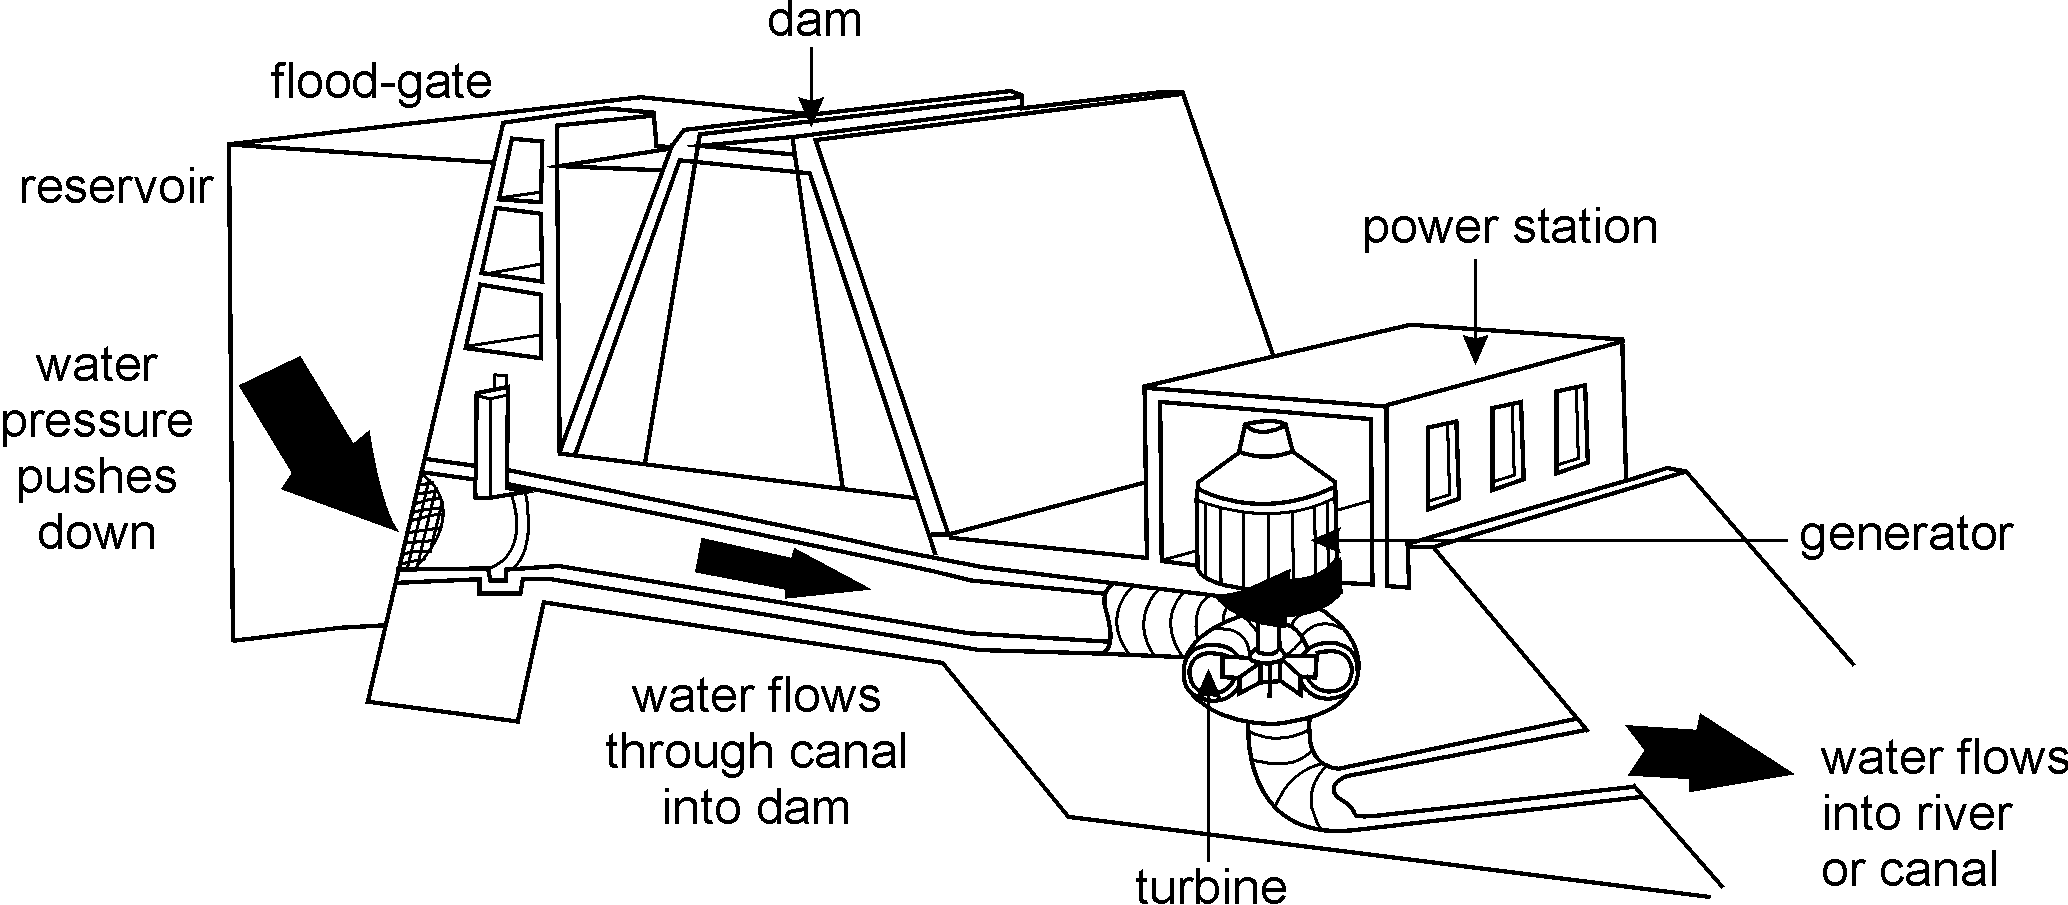 dam
flood-gate
reservoir
power station
water
pressure
pushes
down
generator
water flows
through canal
into dam
water flows
into river
or canal
turbine